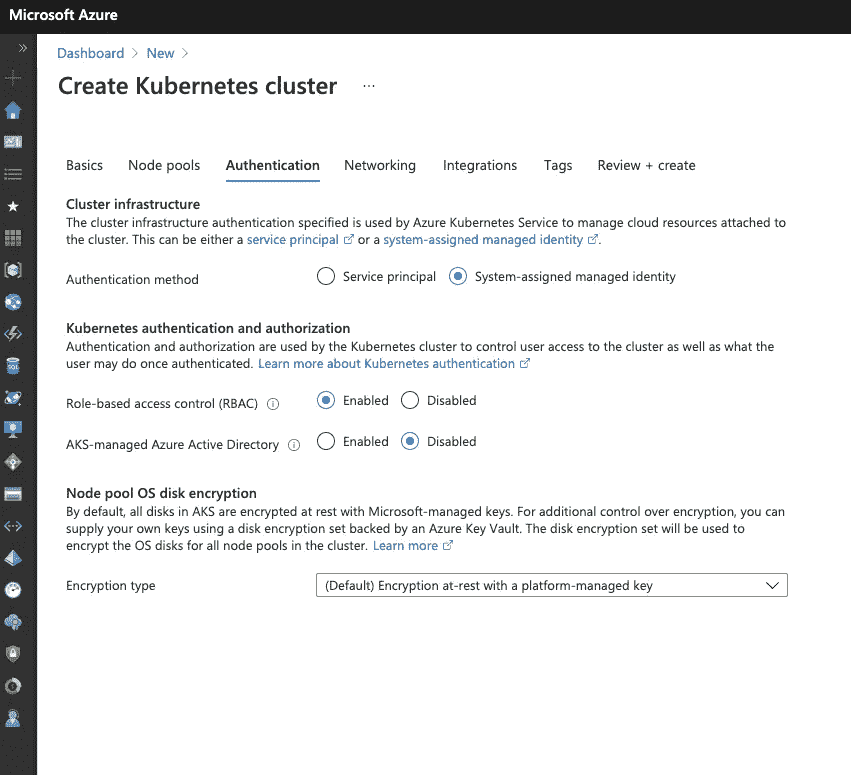 Microsoft Azure
Dashboard > New >
Create Kubernetes cluster ...
Basics Node pools Authentication Networking Integrations Tags Review + create
Cluster infrastructure
The cluster infrastructure authentication specified is used by Azure Kubernetes Service to manage cloud resources attached to
the cluster. This can be either a service principal or a system-assigned managed identity.
Authentication method Service principal System-assigned managed identity
Kubernetes authentication and authorization
Authentication and authorization are used by the Kubernetes cluster to control user access to the cluster as well as what the
user may do once authenticated. Learn more about Kubernetes authentication
Role-based access control (RBAC) Enabled Disabled
AKS-managed Azure Active Directory Enabled Disabled
Node pool OS disk encryption
By default, all disks in AKS are encrypted at rest with Microsoft-managed keys. For additional control over encryption, you can
supply your own keys using a disk encryption set backed by an Azure Key Vault. The disk encryption set will be used to
encrypt the OS disks for all node pools in the cluster. Learn more
Encryption type (Default) Encryption at-rest with a platform-managed key